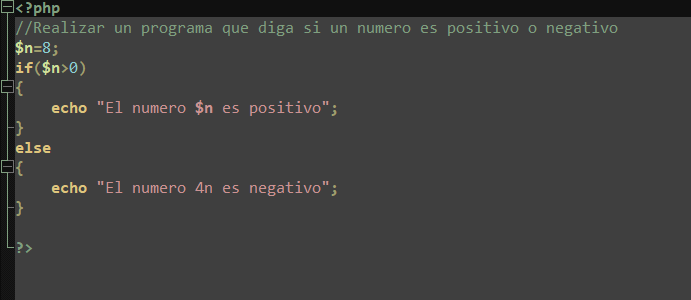 <?php
//Realizar un programa que diga si un numero es positivo o negativo
$n=8;
if($n>0)
{
    echo "El numero $n es positivo";
}
else
{
    echo "El numero 4n es negativo";
}

?>